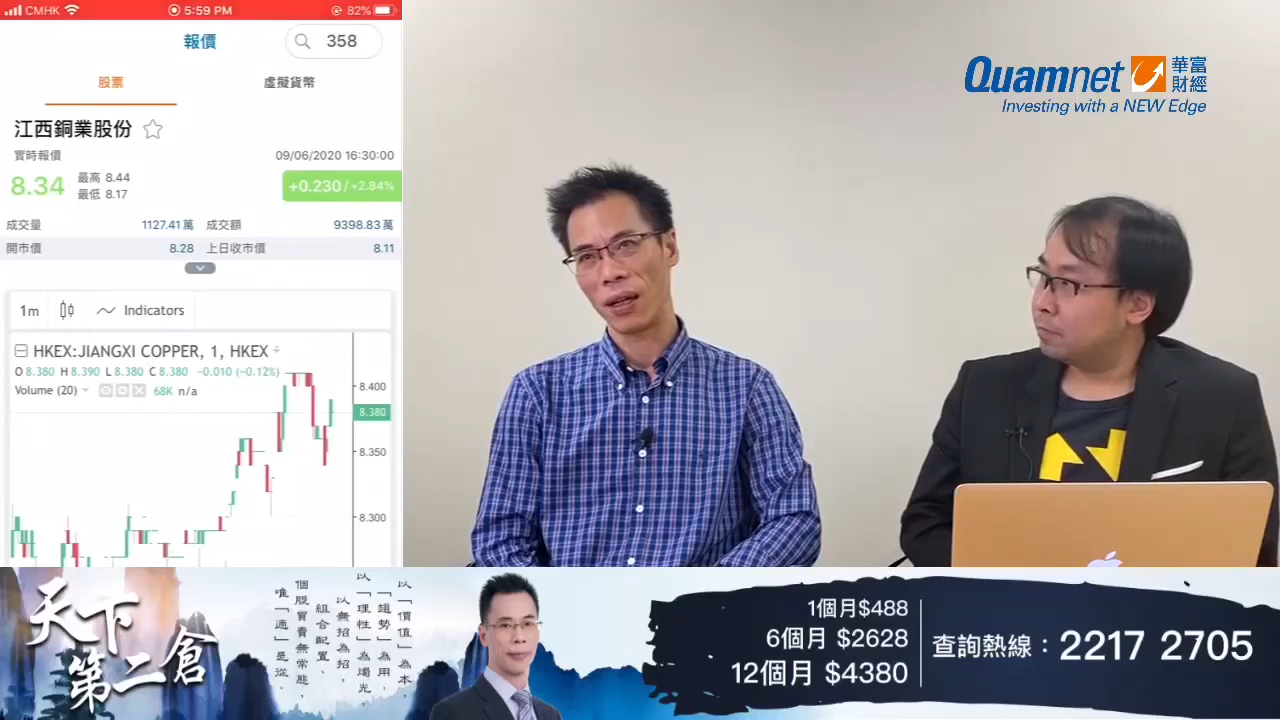 CMHK
5:59 PM
82%
報價
358
股票
虛擬貨幣
江西銅業股份
實時報價
09/06/2020 16:30:00
8.34
最高 8.44
最低 8.17
+0.230 / +2.84%
成交量 1127.41 萬 成交額 9398.83 萬
開市價 8.28 上日收市價 8.11
1m
Indicators
HKEX:JIANGXI COPPER, 1, HKEX
O 8.380 H 8.390 L 8.380 C 8.380 −0.010 (−0.12%)
Volume (20) 68K n/a
8.400
8.380
8.350
8.300
Quamnet 華富財經
Investing with a NEW Edge
天下第二倉
以「價值」為本，
以「趨勢」為用，
以「理性」為燭光，
以無招為招，
組合配置，
個股買賣無常態，
唯「適」是從。
1個月$488
6個月 $2628
12個月 $4380
查詢熱線：2217 2705